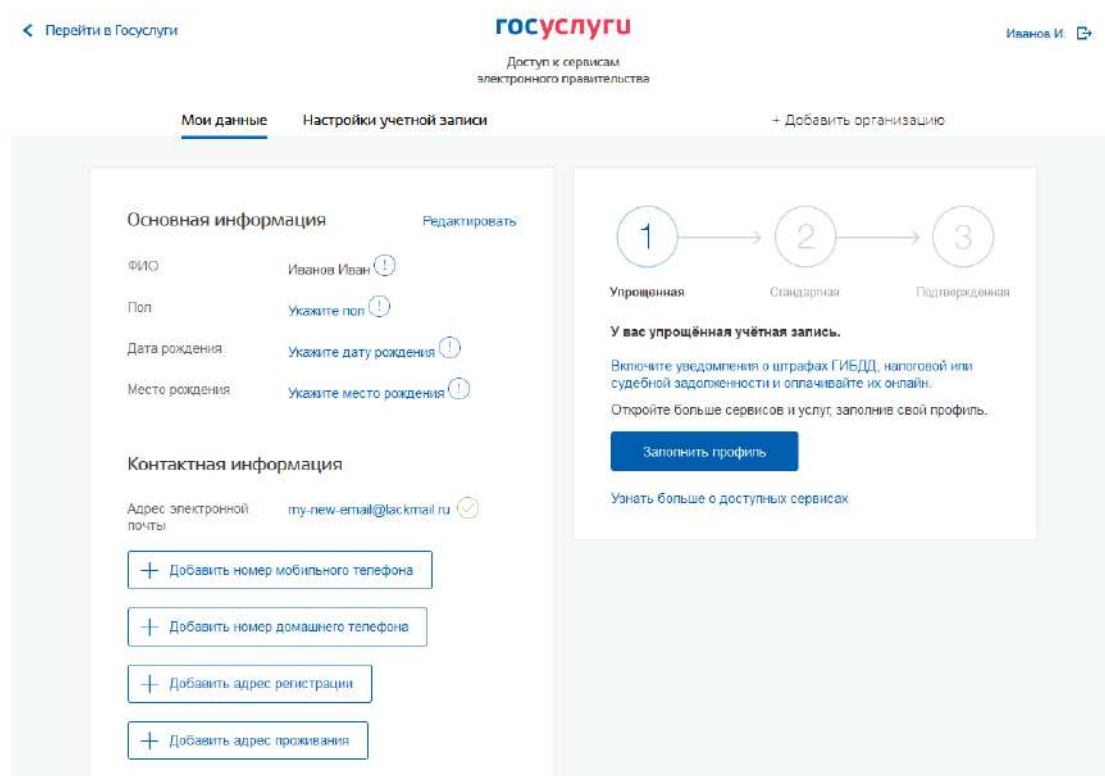 Перейти в Госуслуги
госуслуги
Иванов И.
Доступ к сервисам
электронного правительства
Мои данные
Настройки учетной записи
+ Добавить организацию
Основная информация
Редактировать
ФИО
Иванов Иван
Пол
Укажите пол
Дата рождения
Укажите дату рождения
Место рождения
Укажите место рождения
Контактная информация
Адрес электронной
почты
my-new-email@lackmail.ru
+ Добавить номер мобильного телефона
+ Добавить номер домашнего телефона
+ Добавить адрес регистрации
+ Добавить адрес проживания
1
2
3
Упрощенная
Стандартная
Подтвержденная
У вас упрощённая учётная запись.
Включите уведомления о штрафах ГИБДД, налоговой или
судебной задолженности и оплачивайте их онлайн.
Откройте больше сервисов и услуг, заполнив свой профиль.
Заполнить профиль
Узнать больше о доступных сервисах